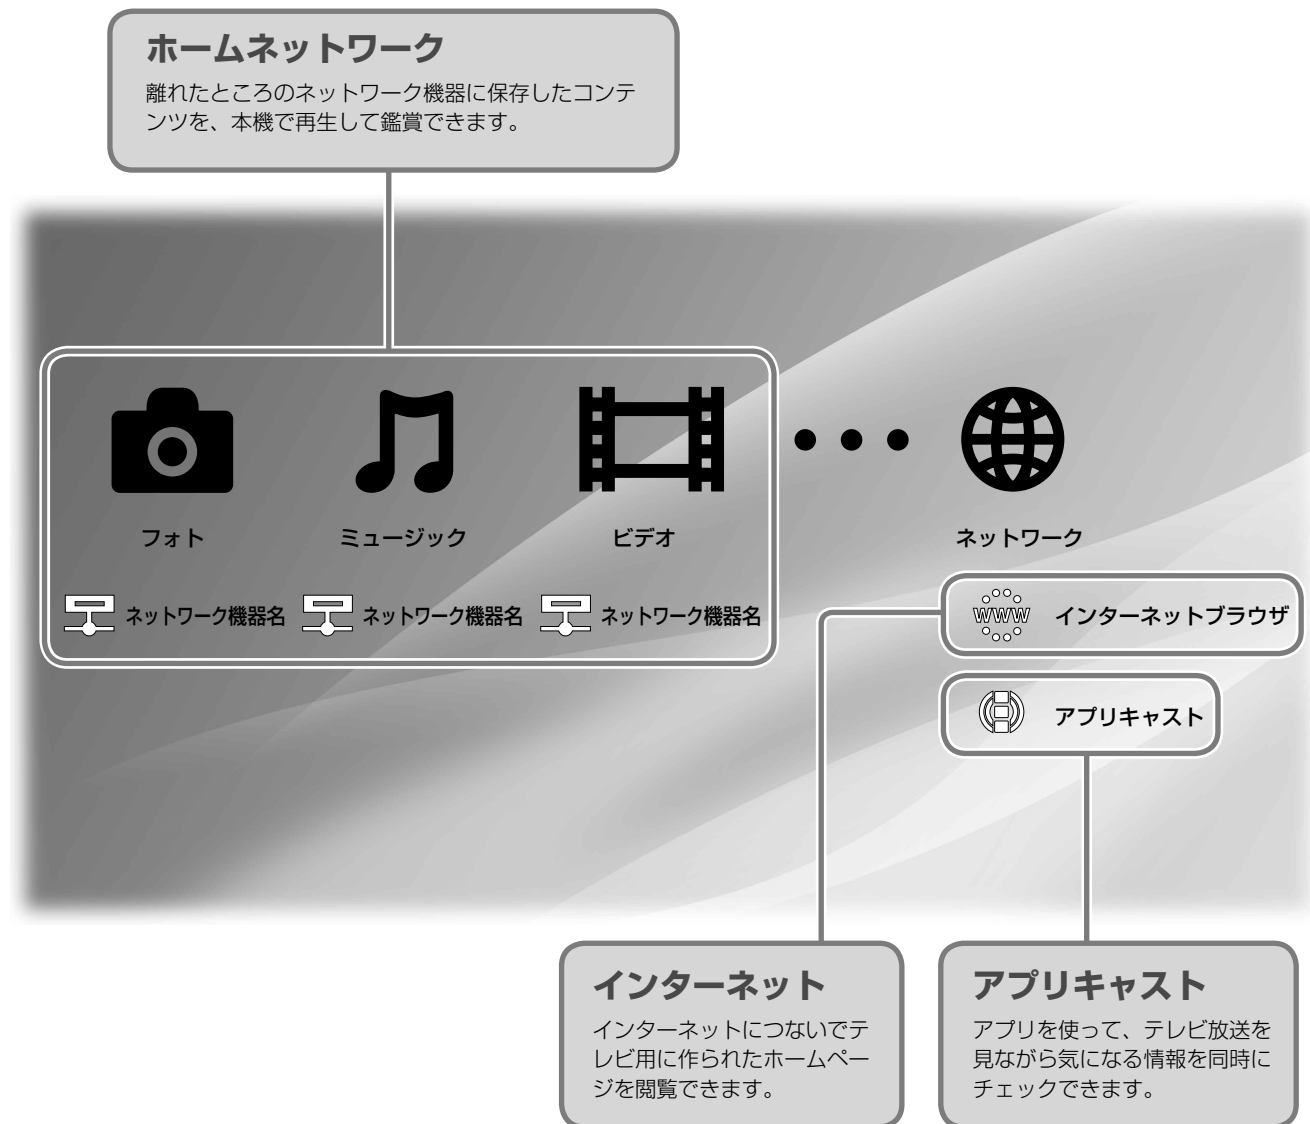 ホームネットワーク
離れたところのネットワーク機器に保存したコンテ
ンツを、本機で再生して鑑賞できます。
フォト
ミュージック
ビデオ
ネットワーク
ネットワーク機器名
ネットワーク機器名
ネットワーク機器名
WWW
インターネットブラウザ
アプリキャスト
インターネット
インターネットにつないでテ
レビ用に作られたホームペー
ジを閲覧できます。
アプリキャスト
アプリを使って、テレビ放送を
見ながら気になる情報を同時に
チェックできます。